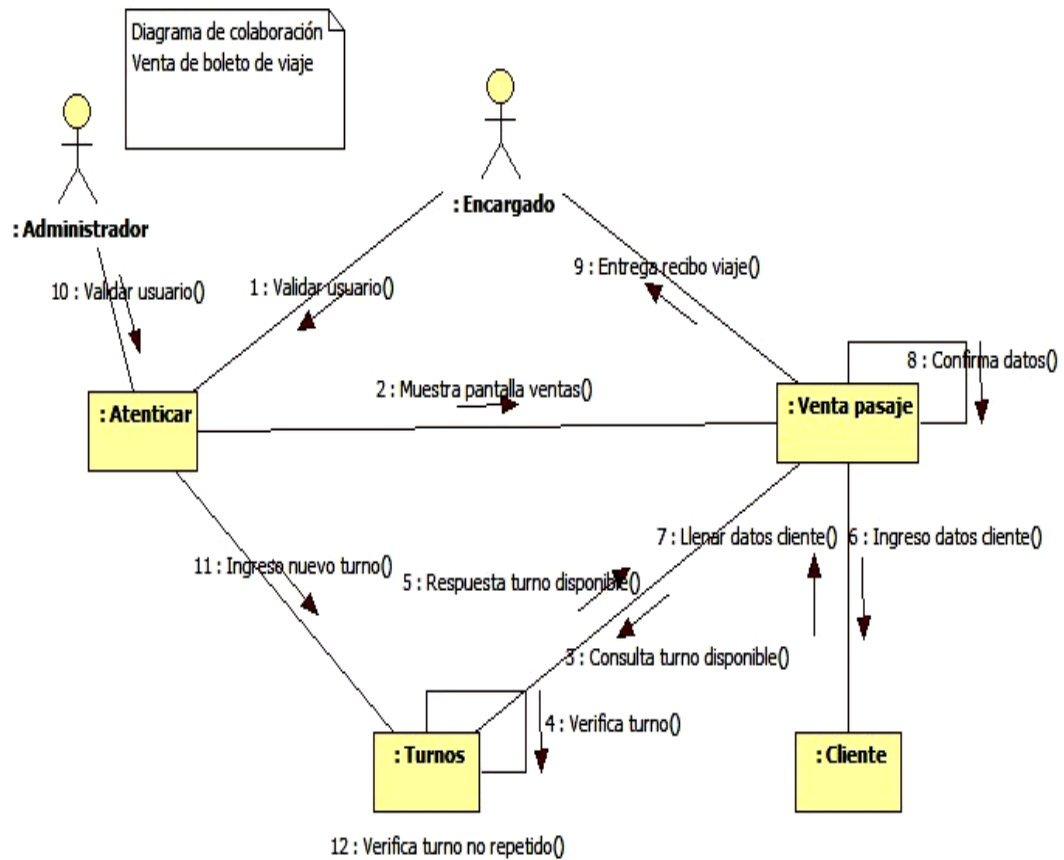 Diagrama de colaboración
Venta de boleto de viaje
: Administrador
: Encargado
10 : Validar usuario()
1 : Validar usuario()
9 : Entrega recibo viaje()
8 : Confirma datos()
2 : Muestra pantalla ventas()
: Atenticar
: Venta pasaje
7 : Llenar datos cliente()
6 : Ingreso datos cliente()
11 : Ingreso nuevo turno()
5 : Respuesta turno disponible()
3 : Consulta turno disponible()
4 : Verifica turno()
: Turnos
: Cliente
12 : Verifica turno no repetido()